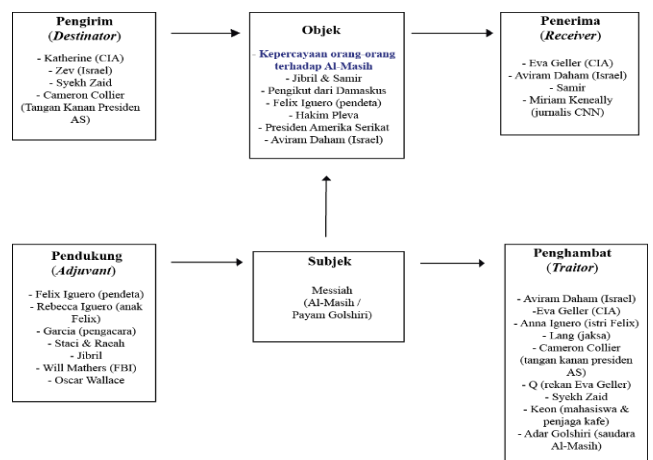 Pengirim
(Destinator)
- Katherine (CIA)
- Zev (Israel)
- Syekh Zaid
- Cameron Collier
(Tangan Kanan Presiden
AS)
Objek
- Kepercayaan orang-orang
terhadap Al-Masih
- Jibril & Samir
- Pengikut dari Damaskus
- Felix Iguero (pendeta)
- Hakim Pleva
- Presiden Amerika Serikat
- Aviram Daham (Israel)
Penerima
(Receiver)
- Eva Geller (CIA)
- Aviram Daham (Israel)
- Samir
- Miriam Keneally
(jurnalis CNN)
Pendukung
(Adjuvant)
- Felix Iguero (pendeta)
- Rebecca Iguero (anak
Felix)
- Garcia (pengacara)
- Staci & Racah
- Jibril
- Will Mathers (FBI)
- Oscar Wallace
Subjek
Messiah
(Al-Masih /
Payam Golshiri)
Penghambat
(Traitor)
- Aviram Daham (Israel)
-Eva Geller (CIA)
- Anna Iguero (istri Felix)
- Lang (jaksa)
- Cameron Collier
(tangan kanan presiden
AS)
- Q (rekan Eva Geller)
- Syekh Zaid
- Keon (mahasiswa &
penjaga kafe)
- Adar Golshiri (saudara
Al-Masih)